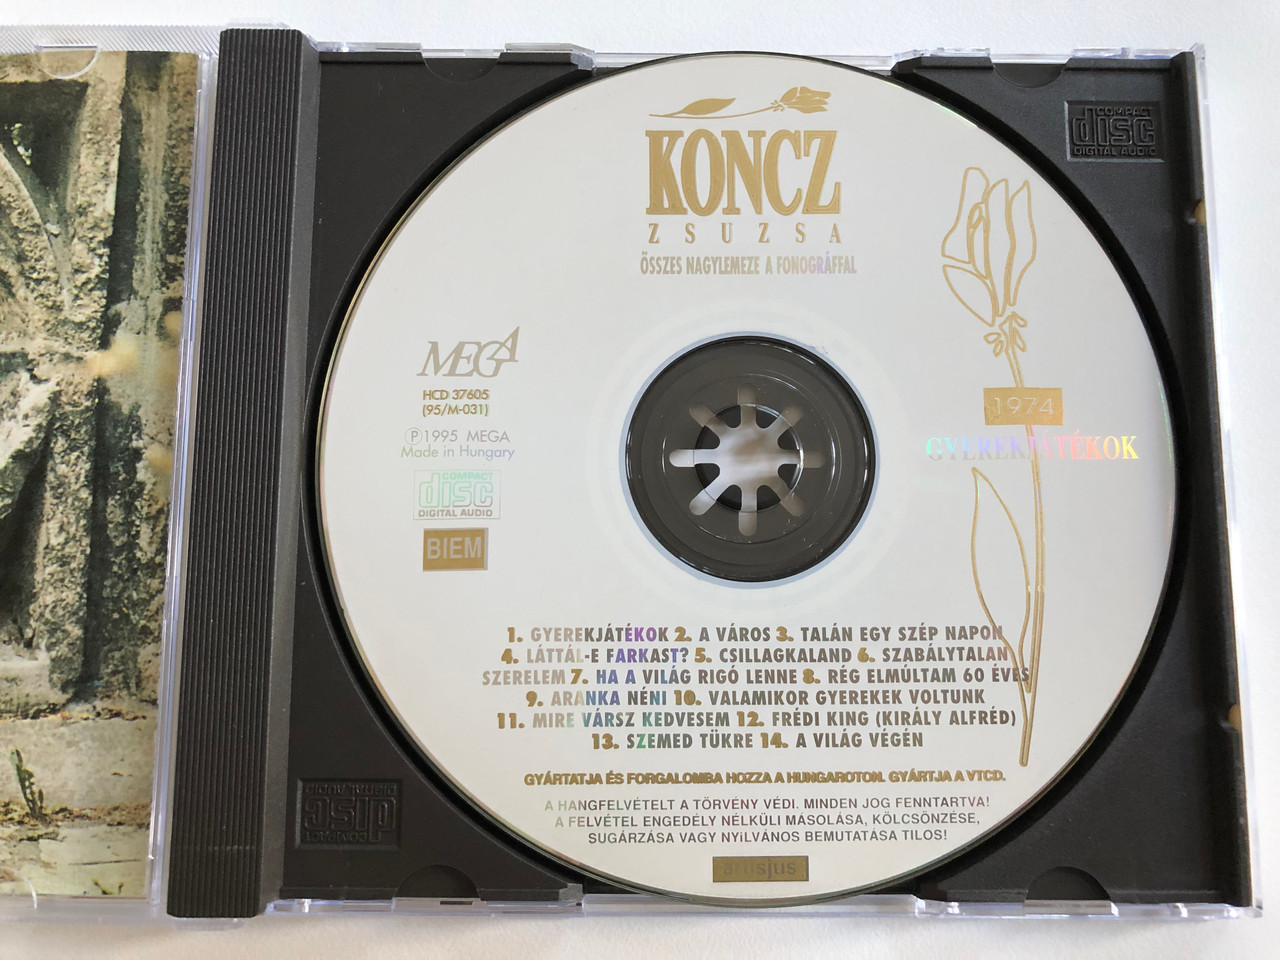 KONCZ
ZSUZSA
ÖSSZES NAGYLEMEZE A FONOGRÁFFAL
COMPACT
disc
DIGITAL AUDIO
MEGA
HCD 37605
(95/M-031)
Ⓟ1995 MEGA
Made in Hungary
COMPACT
disc
DIGITAL AUDIO
BIEM
1974
GYEREKJÁTÉKOK
1. GYEREKJÁTÉKOK 2. A VÁROS 3. TALÁN EGY SZÉP NAPON
4. LÁTTÁL-E FARKAST? 5. CSILLAGKALAND 6. SZABÁLYTALAN
SZERELEM 7. HA A VILÁG RIGÓ LENNE 8. RÉG ELMÚLTAM 60 ÉVES
9. ARANKA NÉNI 10. VALAMIKOR GYEREKEK VOLTUNK
11. MIRE VÁRSZ KEDVESEM 12. FRÉDI KING (KIRÁLY ALFRÉD)
13. SZEMED TÜKRE 14. A VILÁG VÉGÉN
GYÁRTATJA ÉS FORGALOMBA HOZZA A HUNGAROTON. GYÁRTJA A VTCD.
A HANGFELVÉTELT A TÖRVÉNY VÉDI. MINDEN JOG FENNTARTVA!
A FELVÉTEL ENGEDÉLY NÉLKÜLI MÁSOLÁSA, KÖLCSÖNZÉSE,
SUGÁRZÁSA VAGY NYILVÁNOS BEMUTATÁSA TILOS!
artisjus
COMPACT
disc
DIGITAL AUDIO